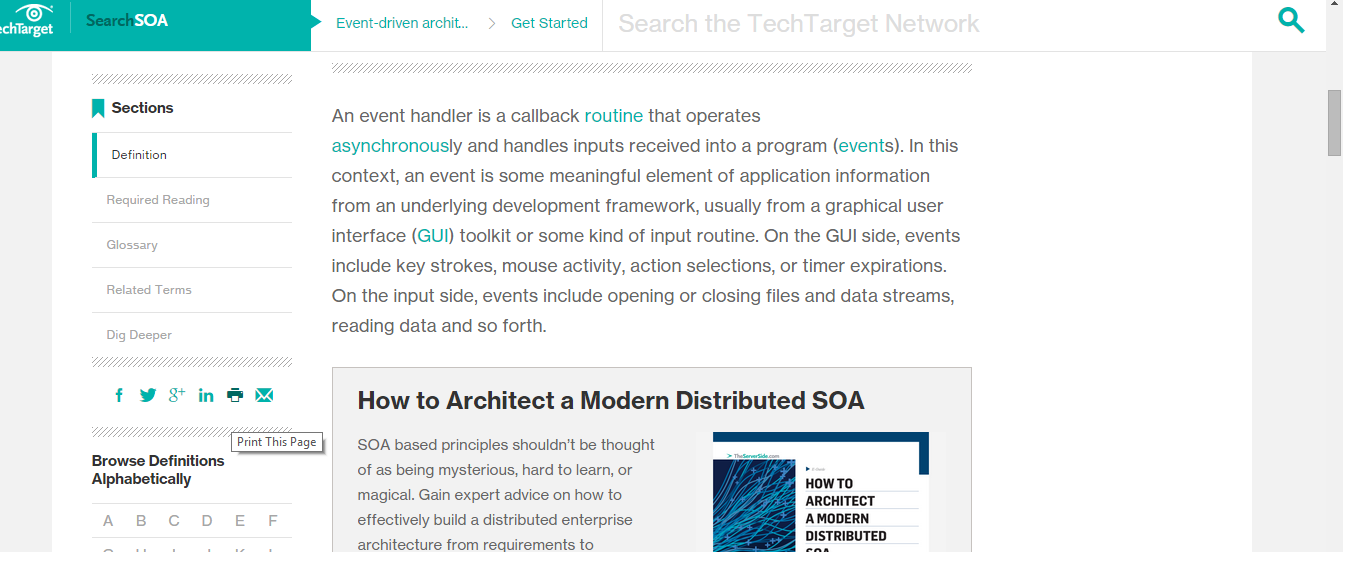 TechTarget
SearchSOA
Event-driven archit...
Get Started
Search the TechTarget Network
Sections
Definition
Required Reading
Glossary
Related Terms
Dig Deeper
Print This Page
Browse Definitions
Alphabetically
A B C D E F
An event handler is a callback routine that operates
asynchronously and handles inputs received into a program (events). In this
context, an event is some meaningful element of application information
from an underlying development framework, usually from a graphical user
interface (GUI) toolkit or some kind of input routine. On the GUI side, events
include key strokes, mouse activity, action selections, or timer expirations.
On the input side, events include opening or closing files and data streams,
reading data and so forth.
How to Architect a Modern Distributed SOA
SOA based principles shouldn't be thought
of as being mysterious, hard to learn, or
magical. Gain expert advice on how to
effectively build a distributed enterprise
architecture from requirements to
TheServerSide.com
HOW TO
ARCHITECT
A MODERN
DISTRIBUTED
SOA